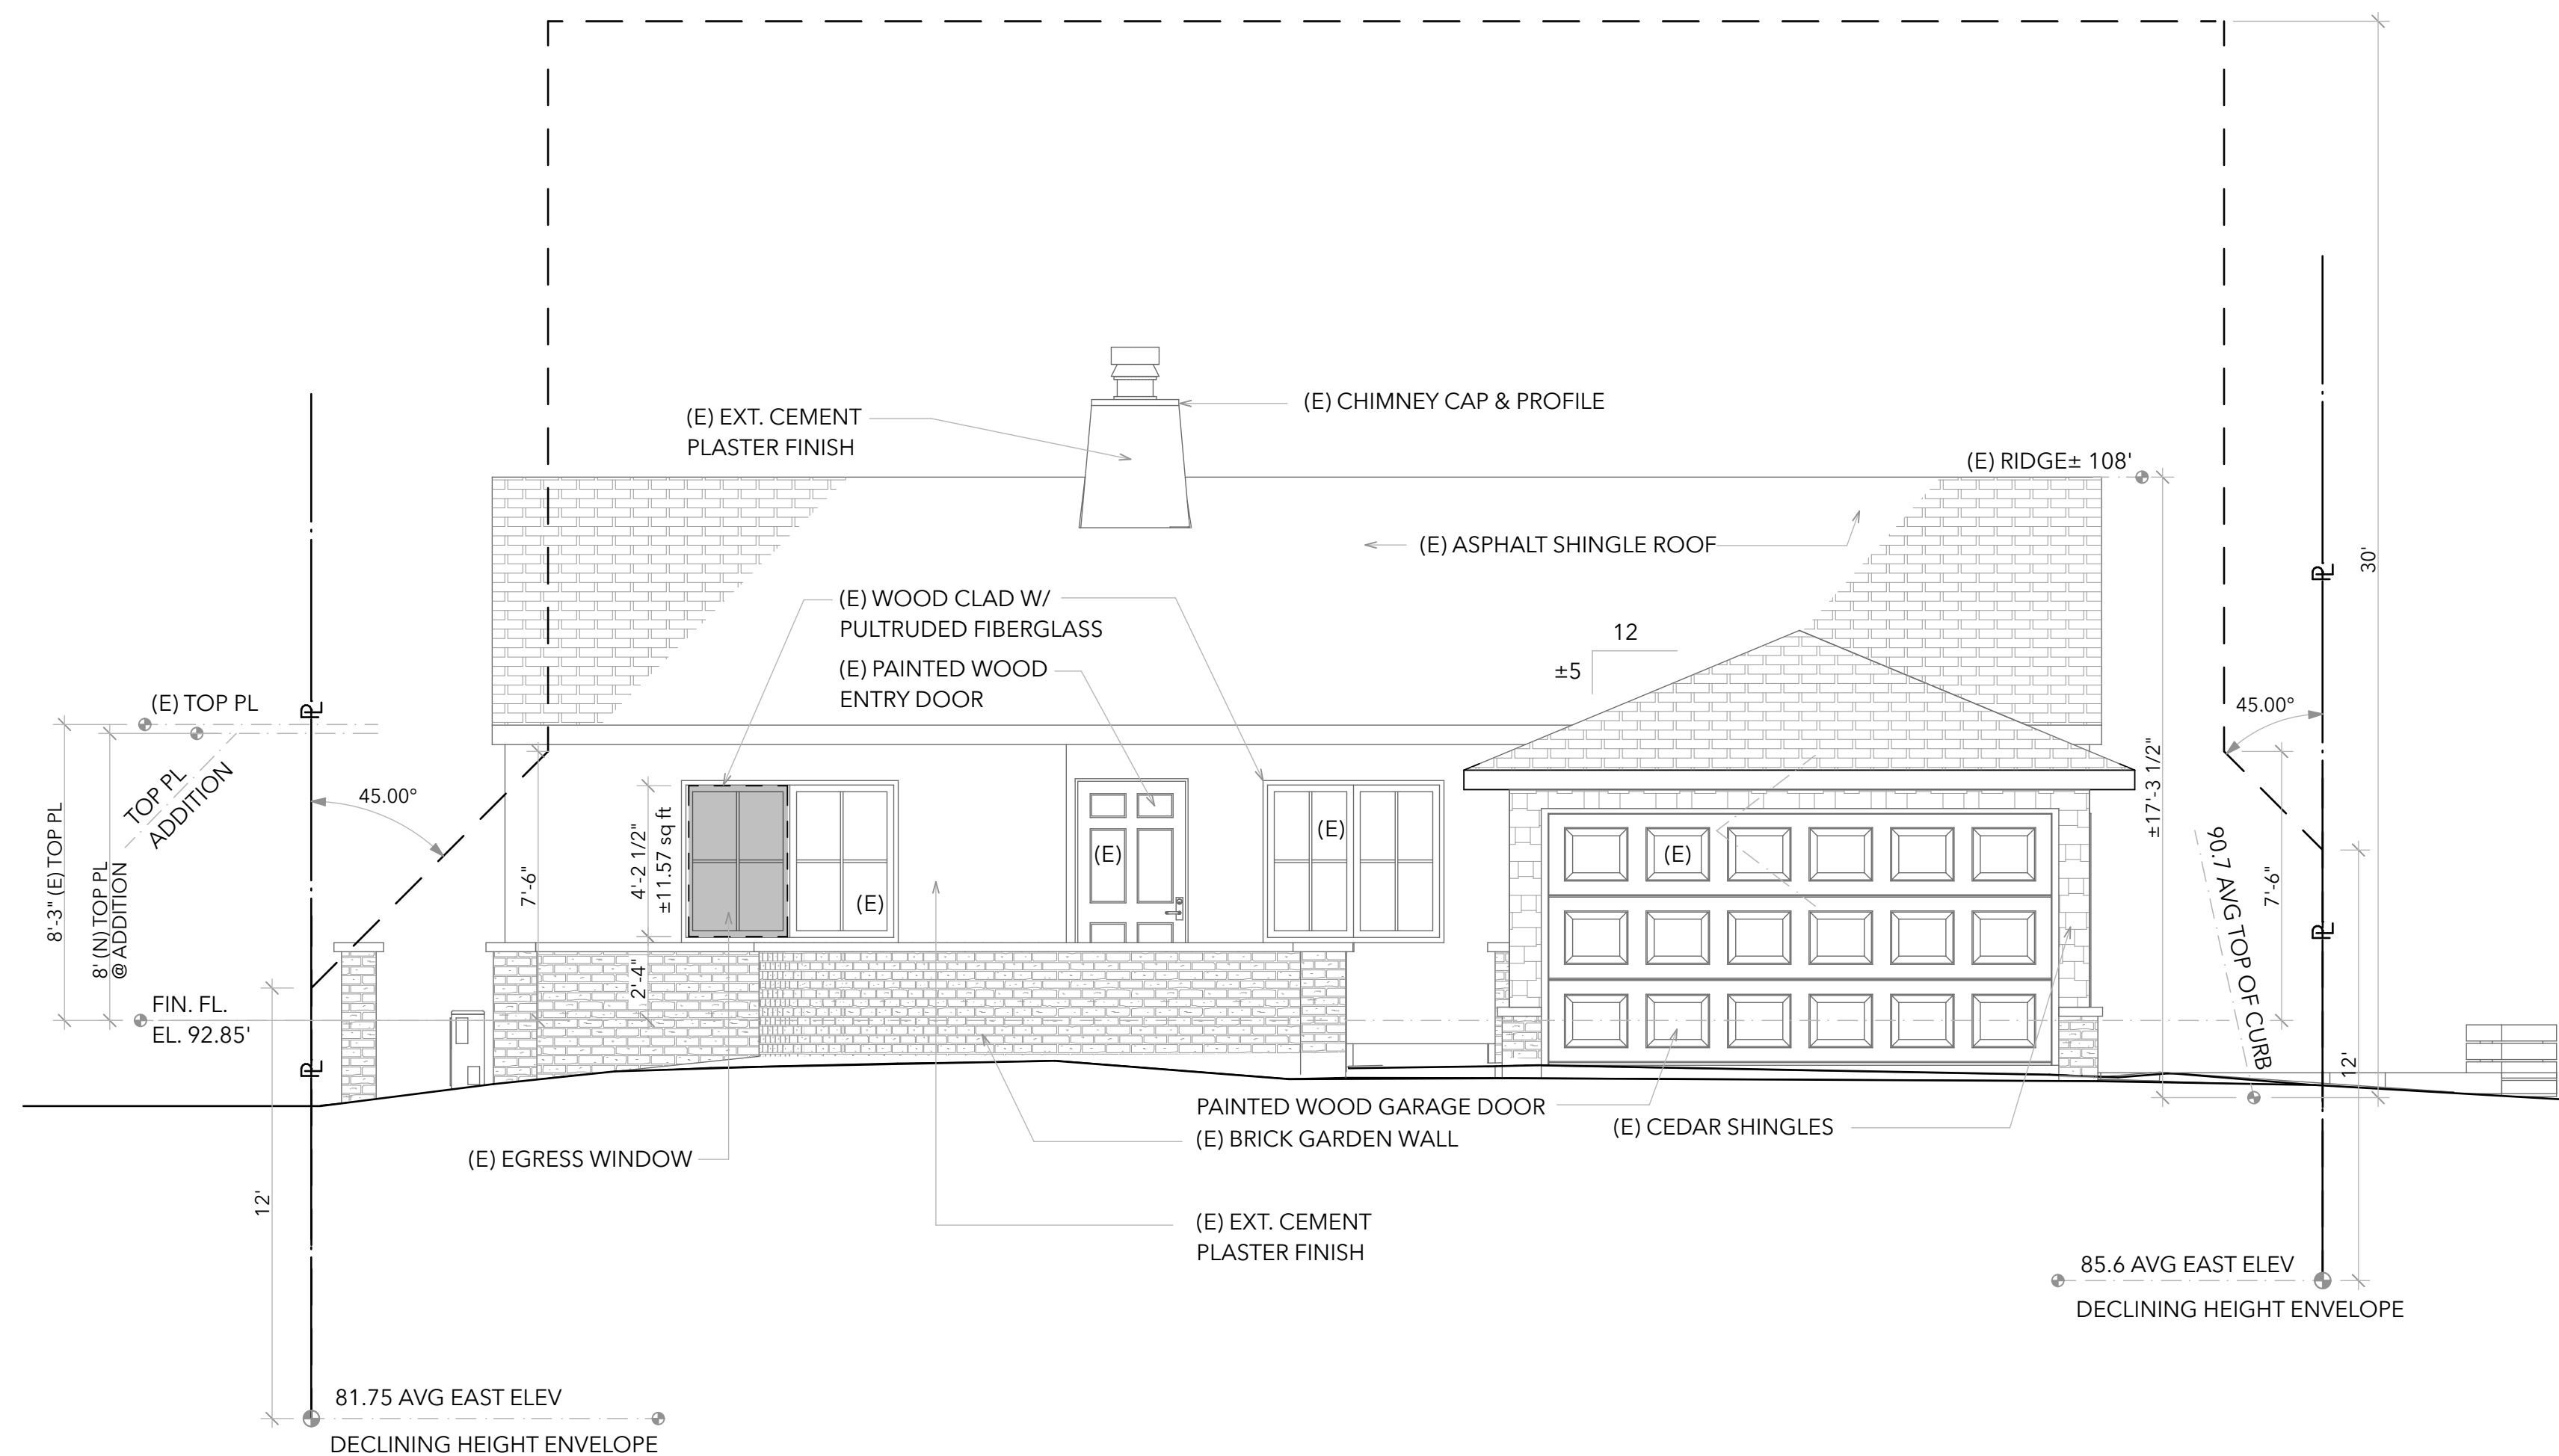 (E) CHIMNEY CAP & PROFILE
(E) EXT. CEMENT
PLASTER FINISH
(E) RIDGE± 108'
(E) ASPHALT SHINGLE ROOF
30'
(E) WOOD CLAD W/
PULTRUDED FIBERGLASS
12
±5
(E) PAINTED WOOD
ENTRY DOOR
(E) TOP PL
PL
PL
45.00°
TOP PL
ADDITION
45.00°
8'-3" (E) TOP PL
8' (N) TOP PL
@ ADDITION
7'-6"
4'-2 1/2"
±11.57 sq ft
2'-4"
(E)
(E)
(E)
(E)
±17'-3 1/2"
90.7 AVG TOP OF CURB
7'-6"
PL
FIN. FL.
EL. 92.85'
PL
12'
PAINTED WOOD GARAGE DOOR
(E) BRICK GARDEN WALL
(E) CEDAR SHINGLES
(E) EGRESS WINDOW
12'
(E) EXT. CEMENT
PLASTER FINISH
85.6 AVG EAST ELEV
DECLINING HEIGHT ENVELOPE
81.75 AVG EAST ELEV
DECLINING HEIGHT ENVELOPE